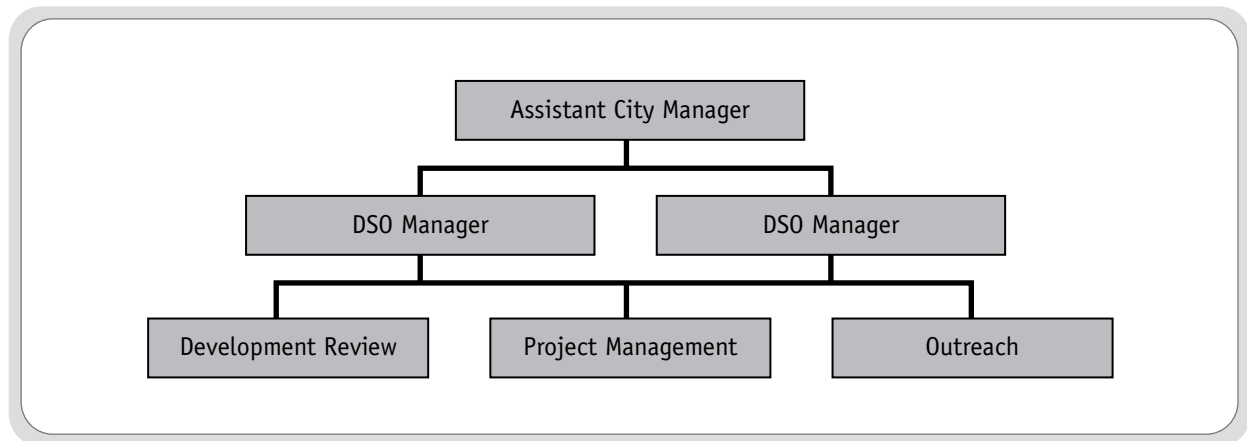 Assistant City Manager
DSO Manager
DSO Manager
Development Review
Project Management
Outreach